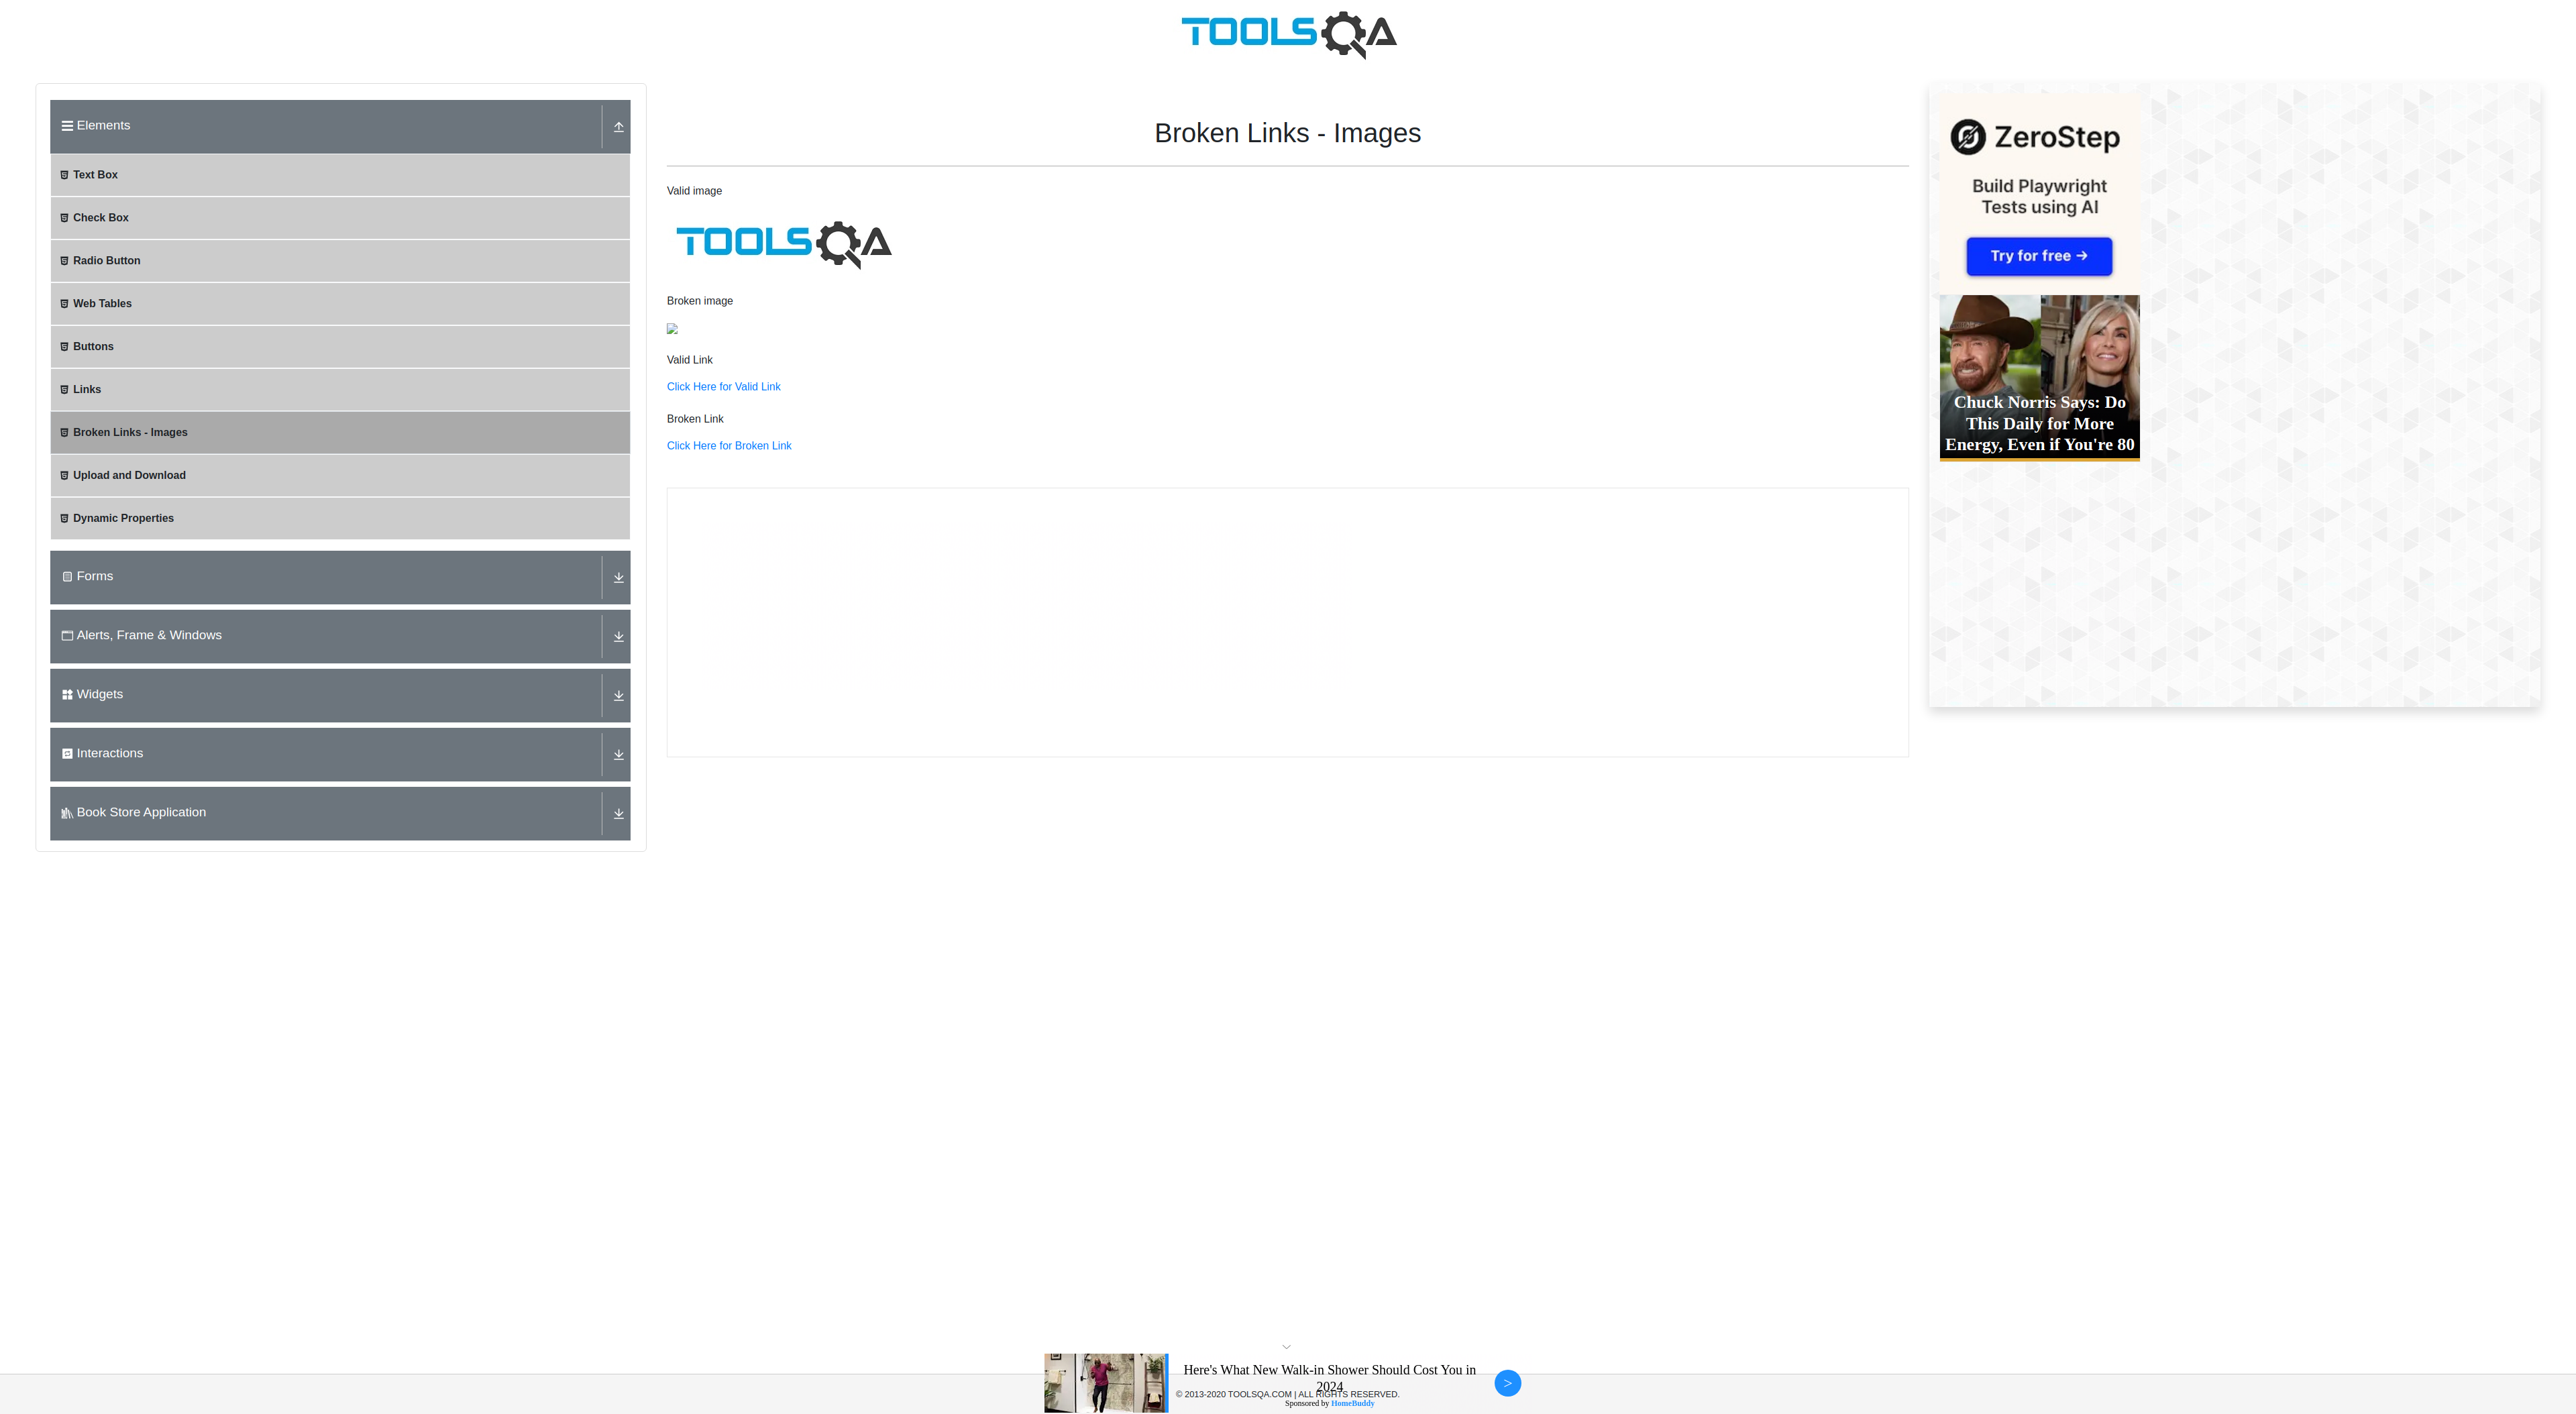 TOOLSQA
Elements
Text Box
Check Box
Radio Button
Web Tables
Buttons
Links
Broken Links - Images
Upload and Download
Dynamic Properties
Forms
Alerts, Frame & Windows
Widgets
Interactions
Book Store Application
Broken Links - Images
Valid image
TOOLSQA
Broken image
Valid Link
Click Here for Valid Link
Broken Link
Click Here for Broken Link
ZeroStep
Build Playwright
Tests using AI
Try for free →
Chuck Norris Says: Do
This Daily for More
Energy, Even if You're 80
Here's What New Walk-in Shower Should Cost You in
2024
>
© 2013-2020 TOOLSQA.COM | ALL RIGHTS RESERVED.
Sponsored by HomeBuddy